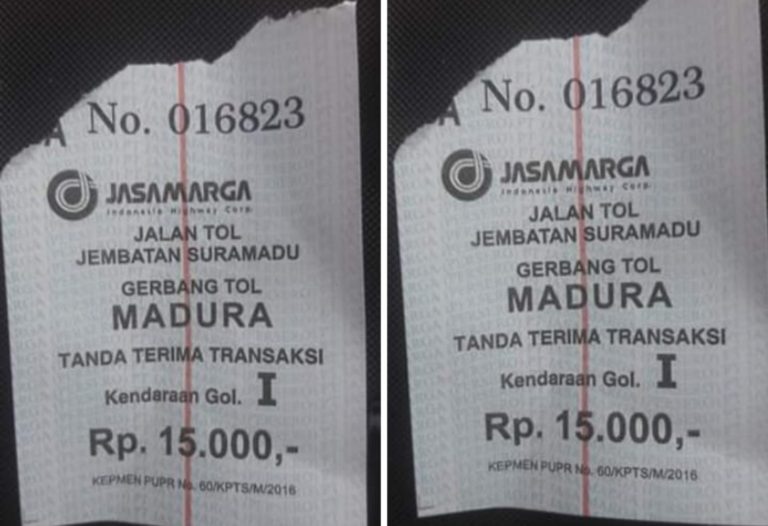 A No. 016823
JASAMARGA
Indonesia Highway Corp.
JALAN TOL
JEMBATAN SURAMADU
GERBANG TOL
MADURA
TANDA TERIMA TRANSAKSI
Kendaraan Gol. I
Rp. 15.000,-
KEPMEN PUPR No. 60/KPTS/M/2016
A No. 016823
JASAMARGA
Indonesia Highway Corp.
JALAN TOL
JEMBATAN SURAMADU
GERBANG TOL
MADURA
TANDA TERIMA TRANSAKSI
Kendaraan Gol. I
Rp. 15.000,-
KEPMEN PUPR No. 60/KPTS/M/2016